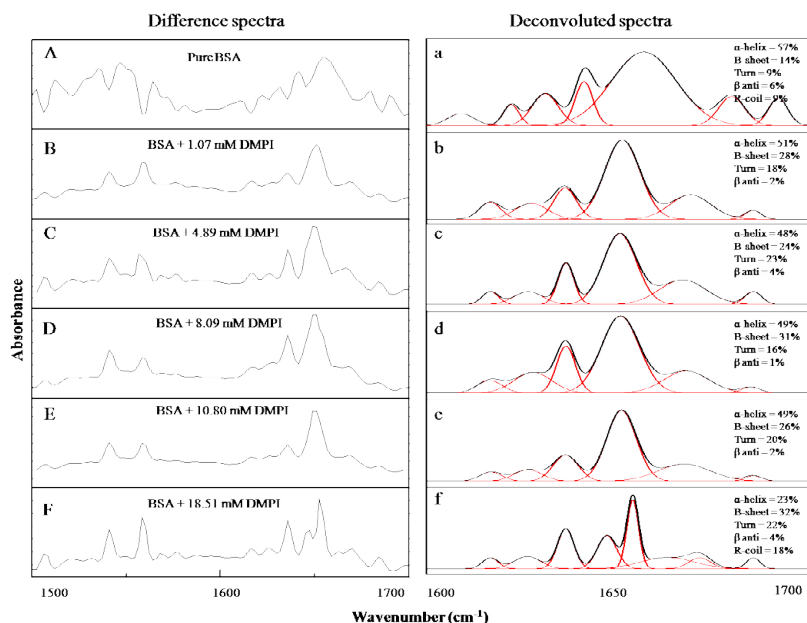 Difference spectra
Deconvoluted spectra
A
Pure BSA
B
BSA + 1.07 mM DMPI
C
BSA + 4.89 mM DMPI
D
BSA + 8.09 mM DMPI
E
BSA + 10.80 mM DMPI
F
BSA + 18.51 mM DMPI
Absorbance
1500
1600
1700
a
α-helix = 57%
B-sheet = 14%
Turn = 9%
β anti = 6%
R-coil = 9%
b
α-helix = 51%
B-sheet = 28%
Turn = 18%
β anti = 2%
c
α-helix = 48%
B-sheet = 24%
Turn = 23%
β anti = 4%
d
α-helix = 49%
B-sheet = 31%
Turn = 16%
β anti = 1%
e
α-helix = 49%
B-sheet = 26%
Turn = 20%
β anti = 2%
f
α-helix = 23%
B-sheet = 32%
Turn = 22%
β anti = 4%
R-coil = 18%
1600
1650
1700
Wavenumber (cm⁻¹)